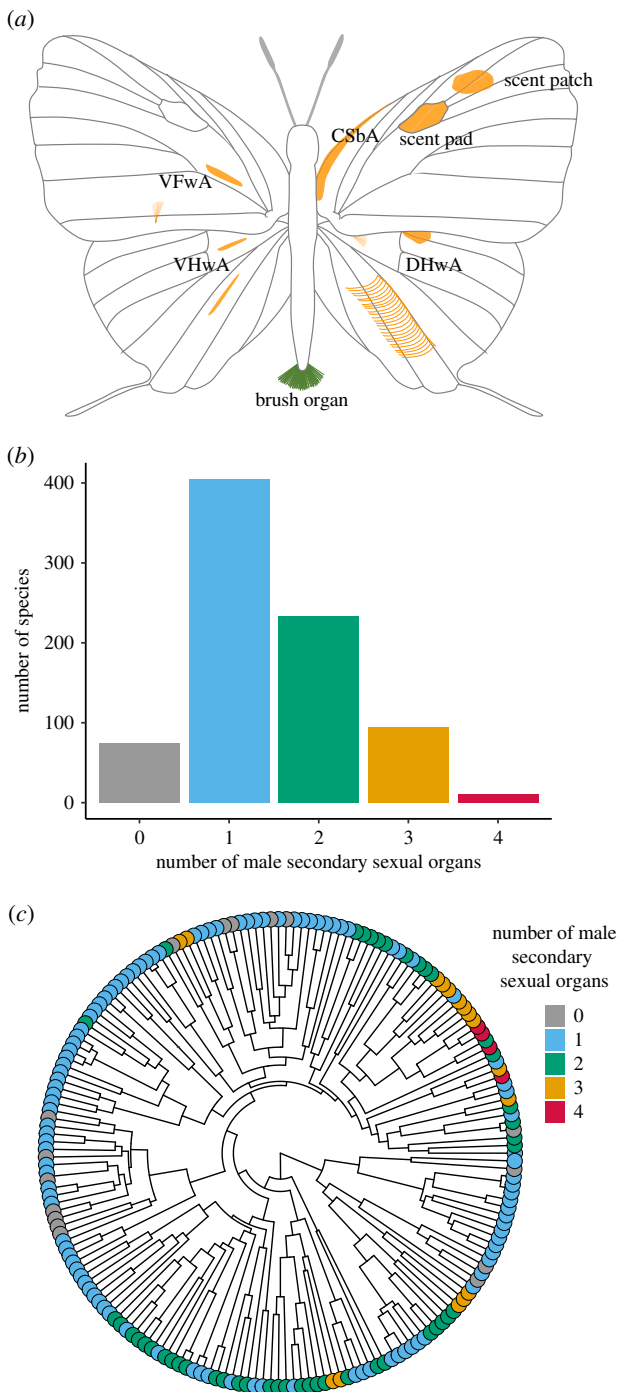 (a)
scent patch
CSbA
scent pad
VFwA
VHwA
DHwA
brush organ
(b)
number of species
400
300
200
100
0
0 1 2 3 4
number of male secondary sexual organs
(c)
number of male
secondary
sexual organs
0
1
2
3
4